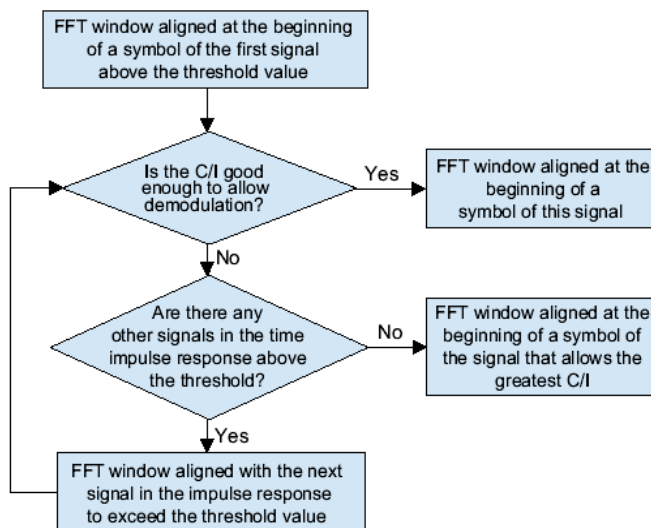 FFT window aligned at the beginning
of a symbol of the first signal
above the threshold value
Is the C/I good
enough to allow
demodulation?
Yes
FFT window aligned at the
beginning of a
symbol of this signal
No
Are there any
other signals in the time
impulse response above
the threshold?
No
FFT window aligned at the
beginning of a symbol of
the signal that allows the
greatest C/I
Yes
FFT window aligned with the next
signal in the impulse response
to exceed the threshold value